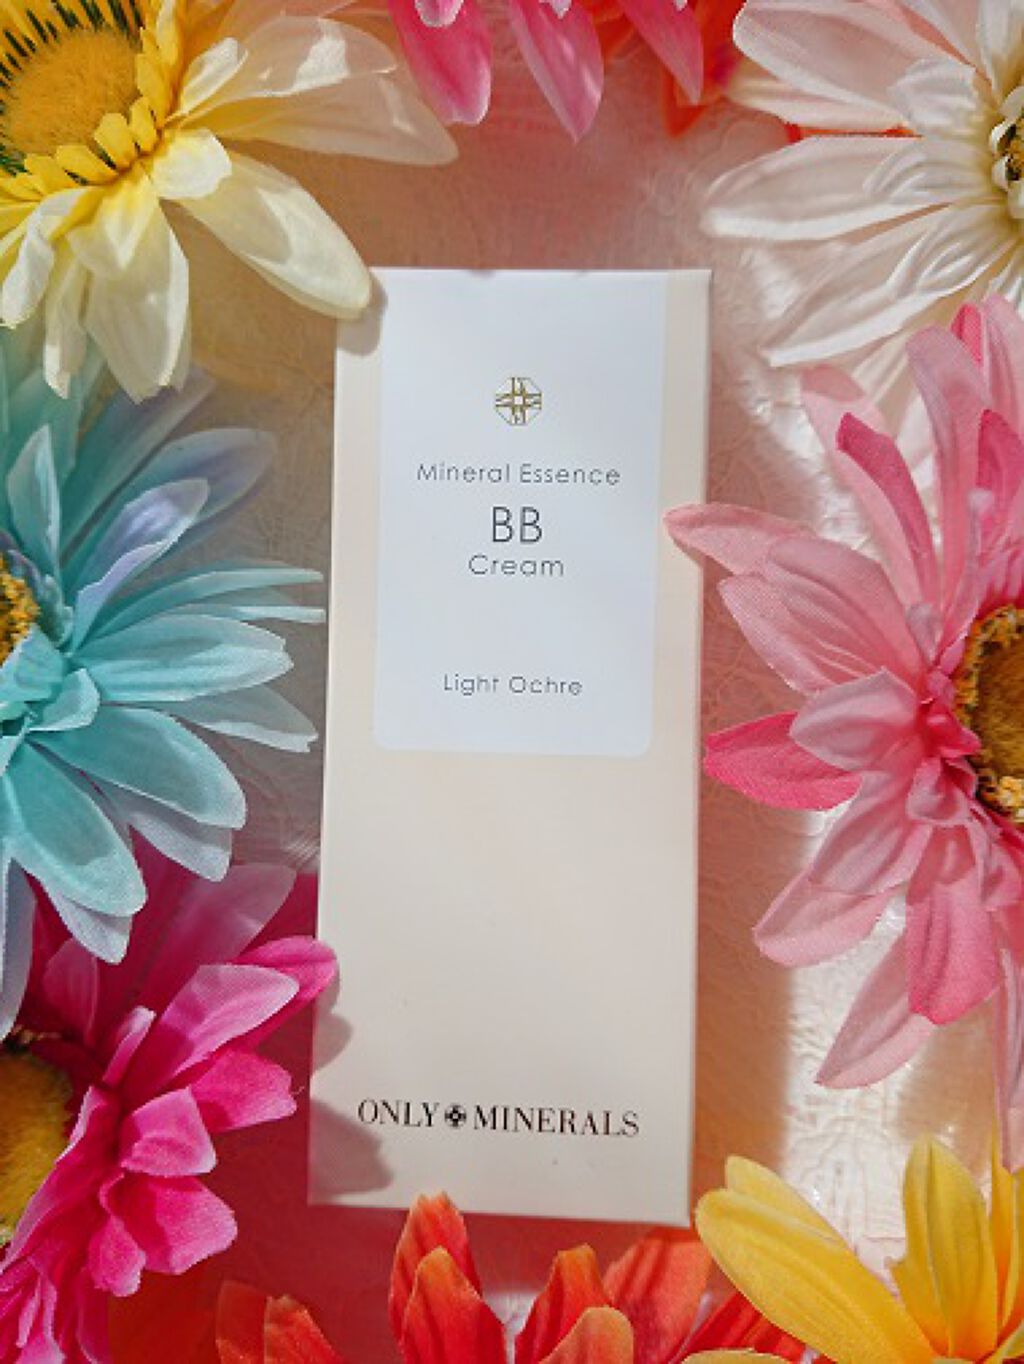 Mineral Essence
BB
Cream
Light Ochre
ONLY MINERALS